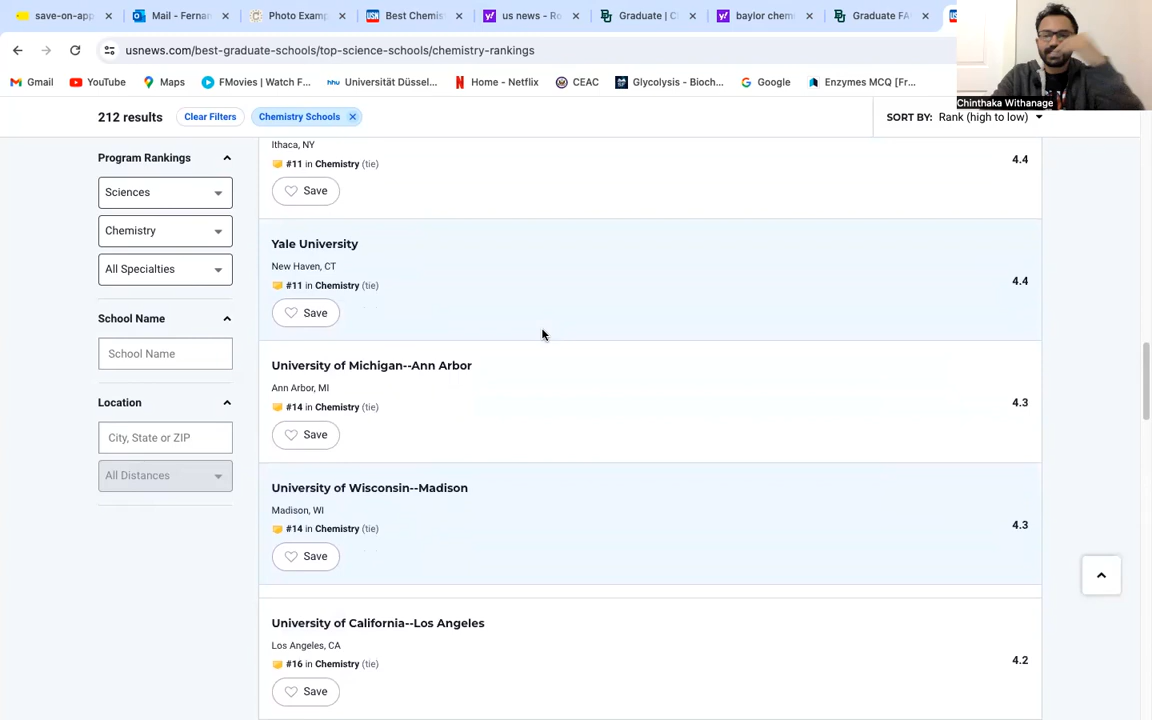 save-on-app
Mail - Fernan
Photo Examp
Best Chemis
us news - Ro
Graduate | C
baylor chem
Graduate FA
usnews.com/best-graduate-schools/top-science-schools/chemistry-rankings
Gmail
YouTube
Maps
FMovies | Watch F...
Universität Düssel...
Home - Netflix
CEAC
Glycolysis - Bioch...
Google
Enzymes MCQ [Fr...
Chinthaka Withanage
212 results
Clear Filters
Chemistry Schools
SORT BY: Rank (high to low)
Program Rankings
Sciences
Chemistry
All Specialties
School Name
School Name
Location
City, State or ZIP
All Distances
Ithaca, NY
#11 in Chemistry (tie)
4.4
Save
Yale University
New Haven, CT
#11 in Chemistry (tie)
4.4
Save
University of Michigan--Ann Arbor
Ann Arbor, MI
#14 in Chemistry (tie)
4.3
Save
University of Wisconsin--Madison
Madison, WI
#14 in Chemistry (tie)
4.3
Save
University of California--Los Angeles
Los Angeles, CA
#16 in Chemistry (tie)
4.2
Save